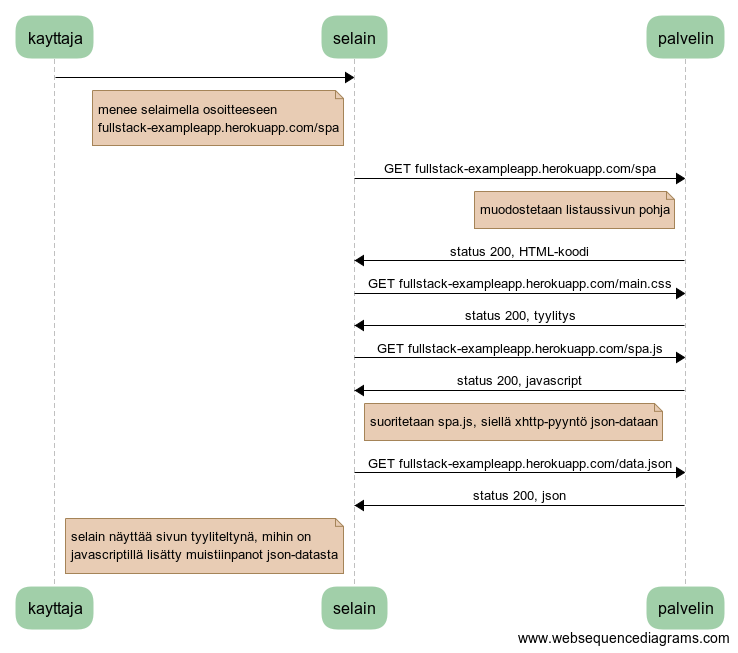 kayttaja
selain
palvelin
menee selaimella osoitteeseen
fullstack-exampleapp.herokuapp.com/spa
GET fullstack-exampleapp.herokuapp.com/spa
muodostetaan listaussivun pohja
status 200, HTML-koodi
GET fullstack-exampleapp.herokuapp.com/main.css
status 200, tyylitys
GET fullstack-exampleapp.herokuapp.com/spa.js
status 200, javascript
suoritetaan spa.js, siellä xhttp-pyyntö json-dataan
GET fullstack-exampleapp.herokuapp.com/data.json
status 200, json
selain näyttää sivun tyyliteltynä, mihin on
javascriptillä lisätty muistiinpanot json-datasta
kayttaja
selain
palvelin
www.websequencediagrams.com